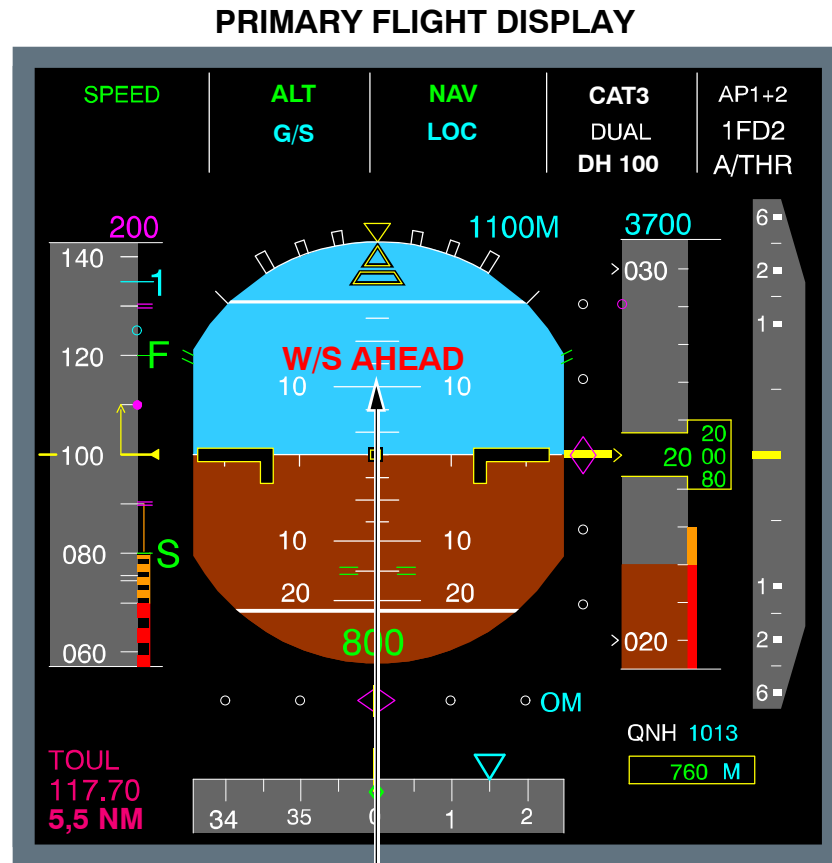 PRIMARY FLIGHT DISPLAY
SPEED ALT NAV CAT3 AP1+2
G/S LOC DUAL 1FD2
DH 100 A/THR
200 1100M 3700 6
140 030 2
1 1
F 120
W/S AHEAD
10 10
20
100 20 00
80
10 10
S 080
20 20 1
060 800 020 2
6
OM
QNH 1013
TOUL 760 M
117.70
5,5 NM 34 35 0 1 2